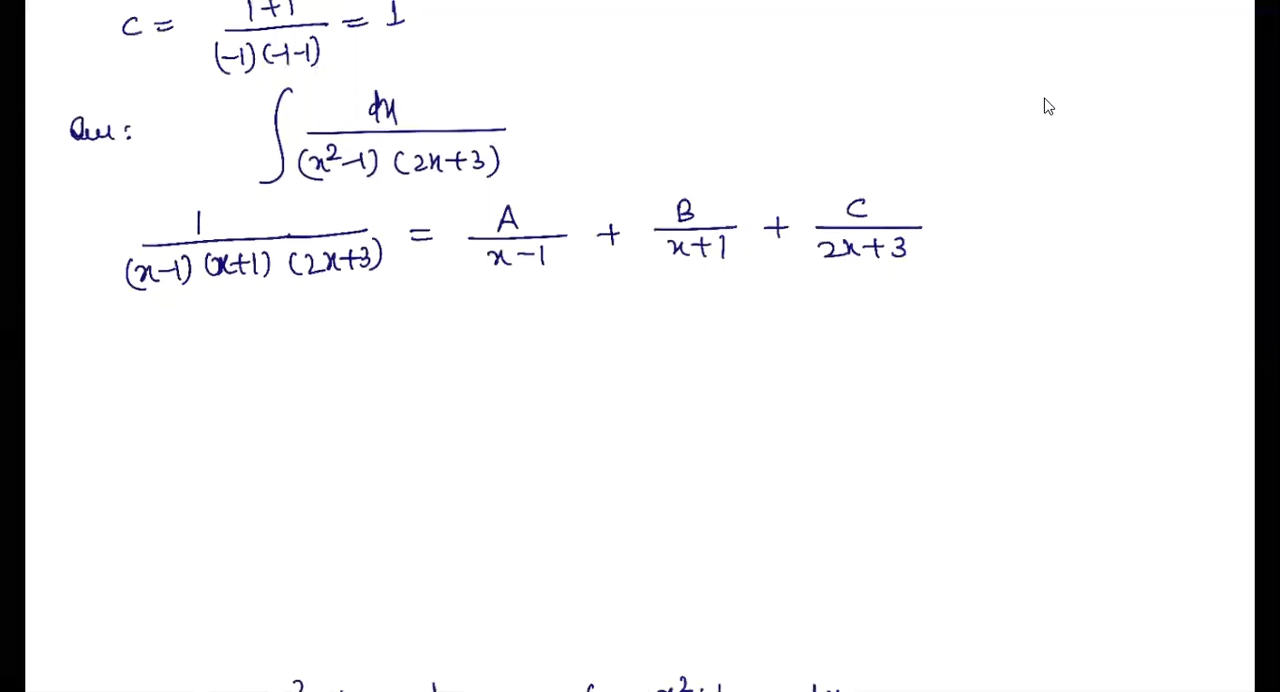 C = 1+1 / (-1)(-1-1) = 1
Que: ∫ dx / (x²-1)(2x+3)
1 / (x-1)(x+1)(2x+3) = A / x-1 + B / x+1 + C / 2x+3